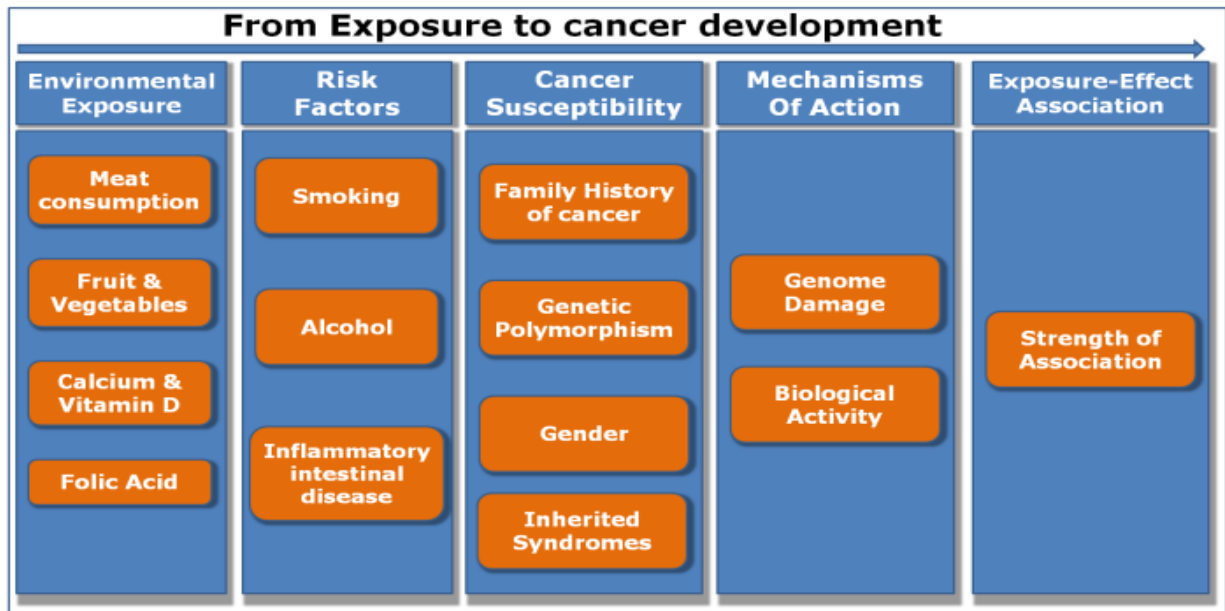 From Exposure to cancer development
Environmental
Exposure
Risk
Factors
Cancer
Susceptibility
Mechanisms
Of Action
Exposure-Effect
Association
Meat
consumption
Fruit &
Vegetables
Calcium &
Vitamin D
Folic Acid
Smoking
Alcohol
Inflammatory
intestinal
disease
Family History
of cancer
Genetic
Polymorphism
Gender
Inherited
Syndromes
Genome
Damage
Biological
Activity
Strength of
Association